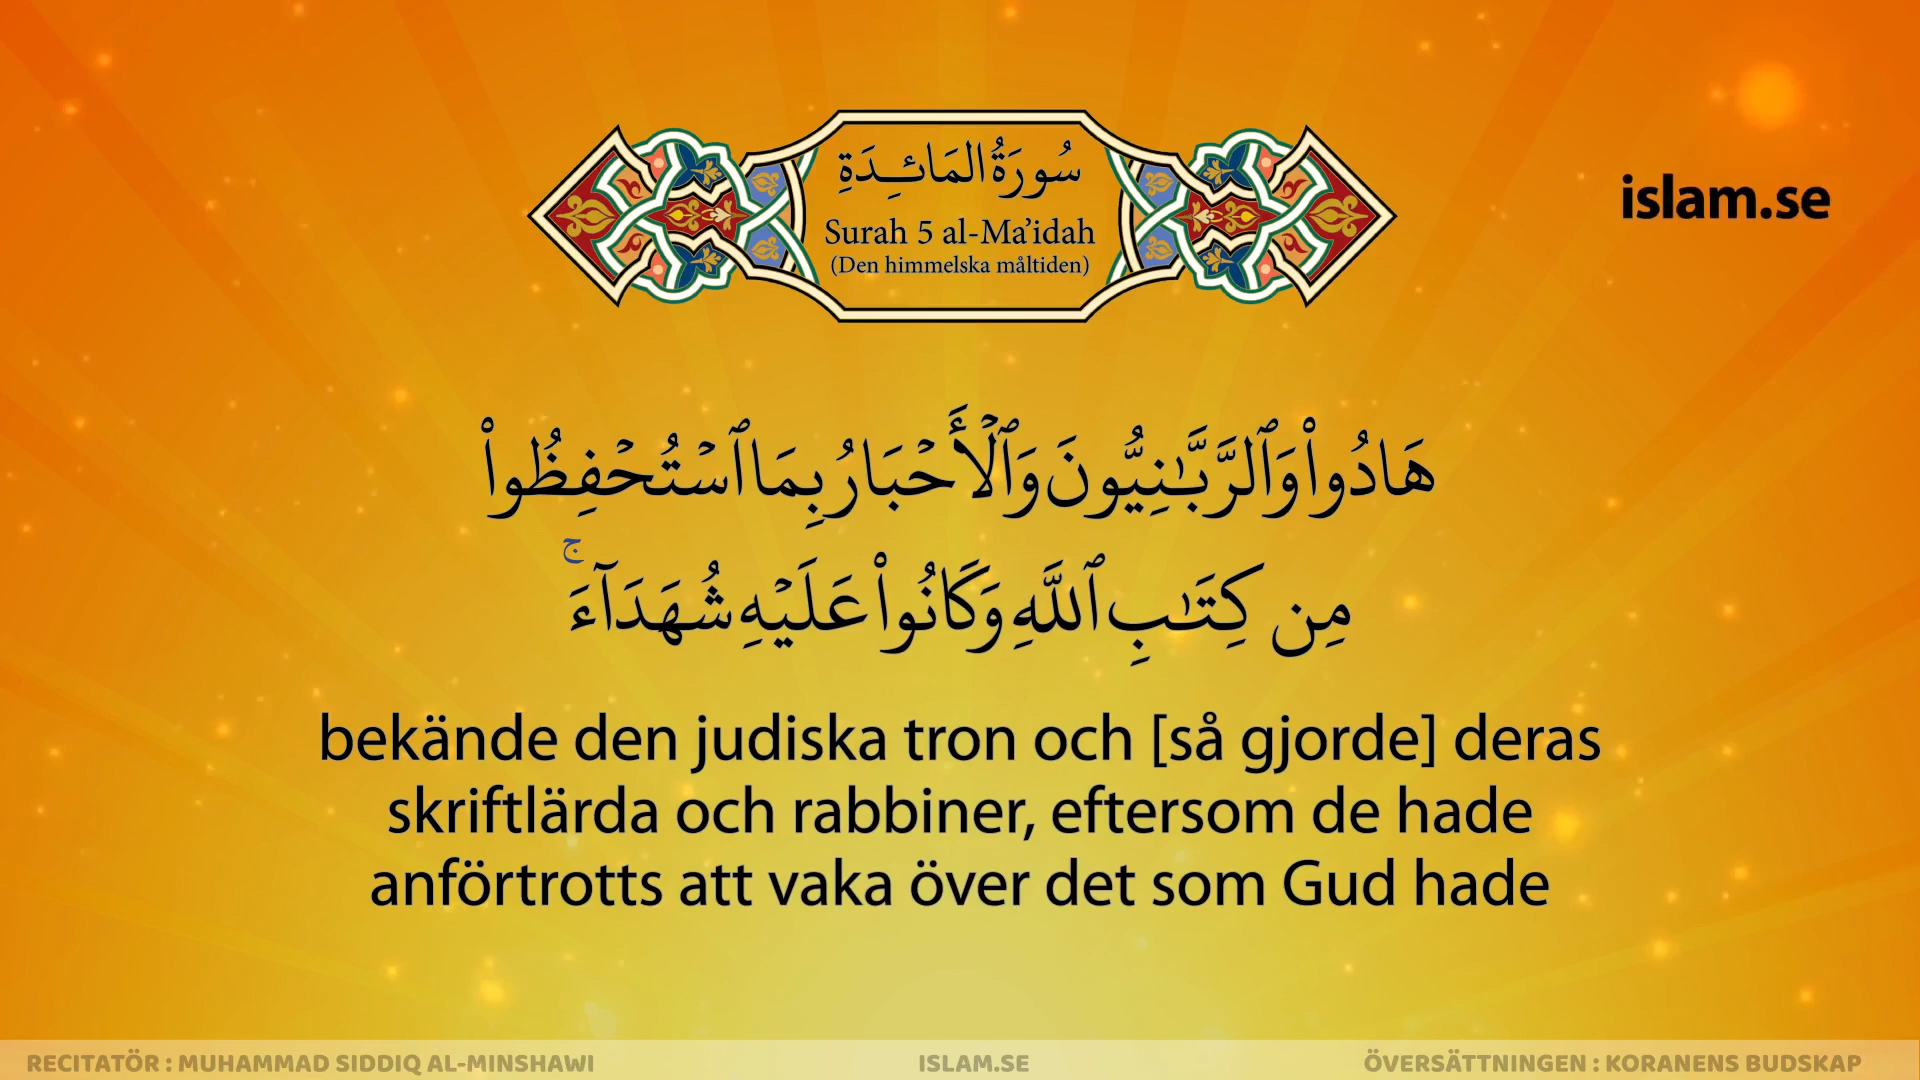 سُورَةُ المَائِدَةِ
Surah 5 al-Ma’idah
(Den himmelska måltiden)
islam.se
هَادُوا۟ وَٱلرَّبَّـٰنِيُّونَ وَٱلْأَحْبَارُ بِمَا ٱسْتُحْفِظُوا۟
مِن كِتَـٰبِ ٱللَّهِ وَكَانُوا۟ عَلَيْهِ شُهَدَآءَ ۚ
bekände den judiska tron och [så gjorde] deras
skriftlärda och rabbiner, eftersom de hade
anförtrotts att vaka över det som Gud hade
RECITATÖR : MUHAMMAD SIDDIQ AL-MINSHAWI
ISLAM.SE
ÖVERSÄTTNINGEN : KORANENS BUDSKAP